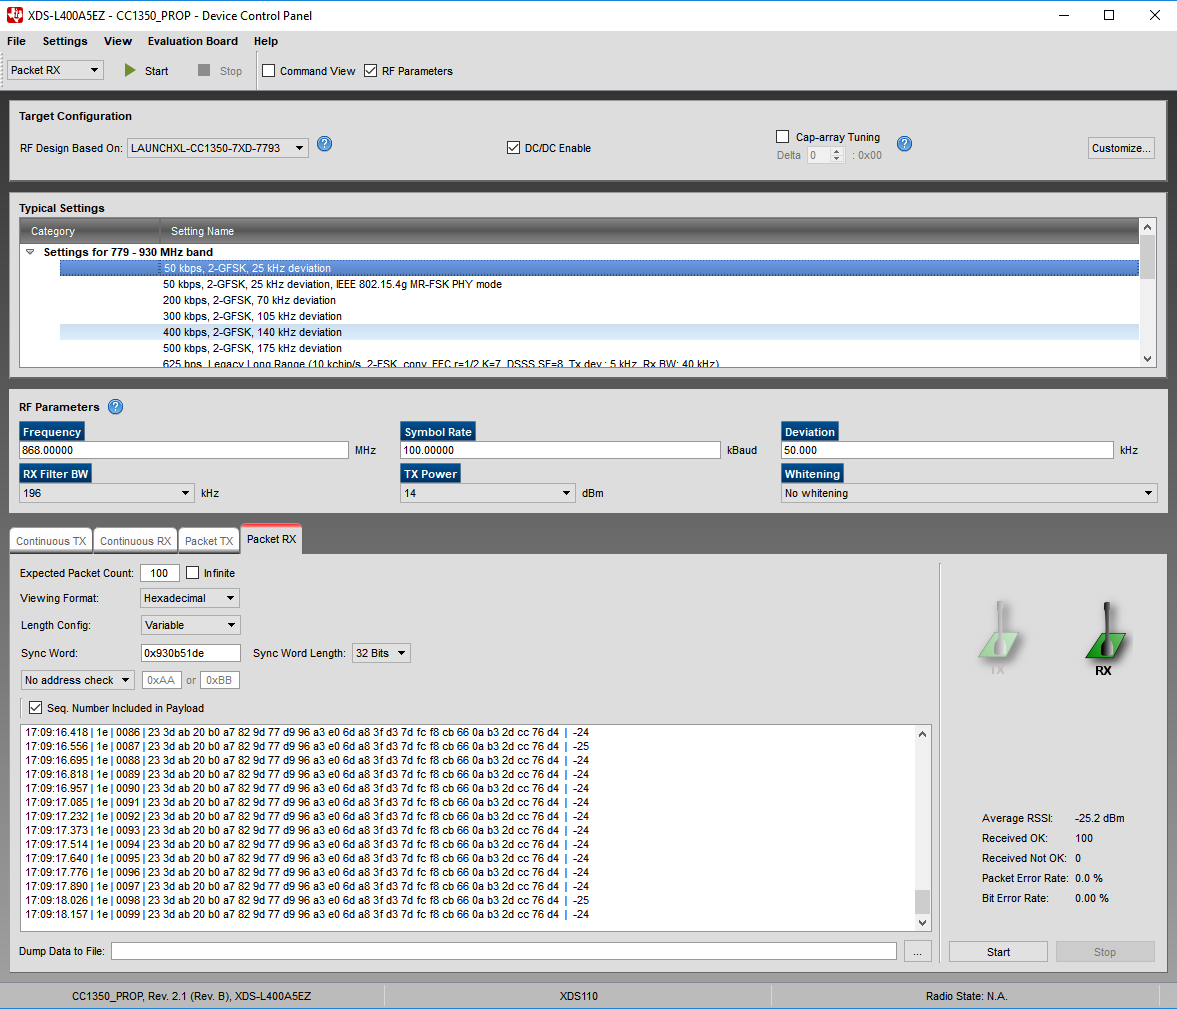 XDS-L400A5EZ - CC1350_PROP - Device Control Panel
File Settings View Evaluation Board Help
Packet RX Start Stop Command View RF Parameters
Target Configuration
RF Design Based On: LAUNCHXL-CC1350-7XD-7793 DC/DC Enable Cap-array Tuning
Delta 0 : 0x00 Customize...
Typical Settings
Category Setting Name
Settings for 779 - 930 MHz band
50 kbps, 2-GFSK, 25 kHz deviation
50 kbps, 2-GFSK, 25 kHz deviation, IEEE 802.15.4g MR-FSK PHY mode
200 kbps, 2-GFSK, 70 kHz deviation
300 kbps, 2-GFSK, 105 kHz deviation
400 kbps, 2-GFSK, 140 kHz deviation
500 kbps, 2-GFSK, 175 kHz deviation
625 bps, Legacy Long Range (10 kchip/s, 2-FSK, conv. FEC r=1/2 K=7, DSSS SF=8, Tx dev.: 5 kHz, Rx BW: 40 kHz)
RF Parameters
Frequency Symbol Rate Deviation
868.00000 MHz 100.00000 kBaud 50.000 kHz
RX Filter BW TX Power Whitening
196 kHz 14 dBm No whitening
Continuous TX Continuous RX Packet TX Packet RX
Expected Packet Count: 100 Infinite
Viewing Format: Hexadecimal
Length Config: Variable
Sync Word: 0x930b51de Sync Word Length: 32 Bits
No address check 0xAA or 0xBB
TX RX
Seq. Number Included in Payload
17:09:16.418 | 1e | 0086 | 23 3d ab 20 b0 a7 82 9d 77 d9 96 a3 e0 6d a8 3f d3 7d fc f8 cb 66 0a b3 2d cc 76 d4 | -24
17:09:16.556 | 1e | 0087 | 23 3d ab 20 b0 a7 82 9d 77 d9 96 a3 e0 6d a8 3f d3 7d fc f8 cb 66 0a b3 2d cc 76 d4 | -25
17:09:16.695 | 1e | 0088 | 23 3d ab 20 b0 a7 82 9d 77 d9 96 a3 e0 6d a8 3f d3 7d fc f8 cb 66 0a b3 2d cc 76 d4 | -24
17:09:16.818 | 1e | 0089 | 23 3d ab 20 b0 a7 82 9d 77 d9 96 a3 e0 6d a8 3f d3 7d fc f8 cb 66 0a b3 2d cc 76 d4 | -24
17:09:16.957 | 1e | 0090 | 23 3d ab 20 b0 a7 82 9d 77 d9 96 a3 e0 6d a8 3f d3 7d fc f8 cb 66 0a b3 2d cc 76 d4 | -24
17:09:17.085 | 1e | 0091 | 23 3d ab 20 b0 a7 82 9d 77 d9 96 a3 e0 6d a8 3f d3 7d fc f8 cb 66 0a b3 2d cc 76 d4 | -24
17:09:17.232 | 1e | 0092 | 23 3d ab 20 b0 a7 82 9d 77 d9 96 a3 e0 6d a8 3f d3 7d fc f8 cb 66 0a b3 2d cc 76 d4 | -24
17:09:17.373 | 1e | 0093 | 23 3d ab 20 b0 a7 82 9d 77 d9 96 a3 e0 6d a8 3f d3 7d fc f8 cb 66 0a b3 2d cc 76 d4 | -24
17:09:17.514 | 1e | 0094 | 23 3d ab 20 b0 a7 82 9d 77 d9 96 a3 e0 6d a8 3f d3 7d fc f8 cb 66 0a b3 2d cc 76 d4 | -24
17:09:17.640 | 1e | 0095 | 23 3d ab 20 b0 a7 82 9d 77 d9 96 a3 e0 6d a8 3f d3 7d fc f8 cb 66 0a b3 2d cc 76 d4 | -24
17:09:17.776 | 1e | 0096 | 23 3d ab 20 b0 a7 82 9d 77 d9 96 a3 e0 6d a8 3f d3 7d fc f8 cb 66 0a b3 2d cc 76 d4 | -24
17:09:17.890 | 1e | 0097 | 23 3d ab 20 b0 a7 82 9d 77 d9 96 a3 e0 6d a8 3f d3 7d fc f8 cb 66 0a b3 2d cc 76 d4 | -24
17:09:18.026 | 1e | 0098 | 23 3d ab 20 b0 a7 82 9d 77 d9 96 a3 e0 6d a8 3f d3 7d fc f8 cb 66 0a b3 2d cc 76 d4 | -25
17:09:18.157 | 1e | 0099 | 23 3d ab 20 b0 a7 82 9d 77 d9 96 a3 e0 6d a8 3f d3 7d fc f8 cb 66 0a b3 2d cc 76 d4 | -24
Average RSSI: -25.2 dBm
Received OK: 100
Received Not OK: 0
Packet Error Rate: 0.0 %
Bit Error Rate: 0.00 %
Dump Data to File: ... Start Stop
CC1350_PROP, Rev. 2.1 (Rev. B), XDS-L400A5EZ XDS110 Radio State: N.A.